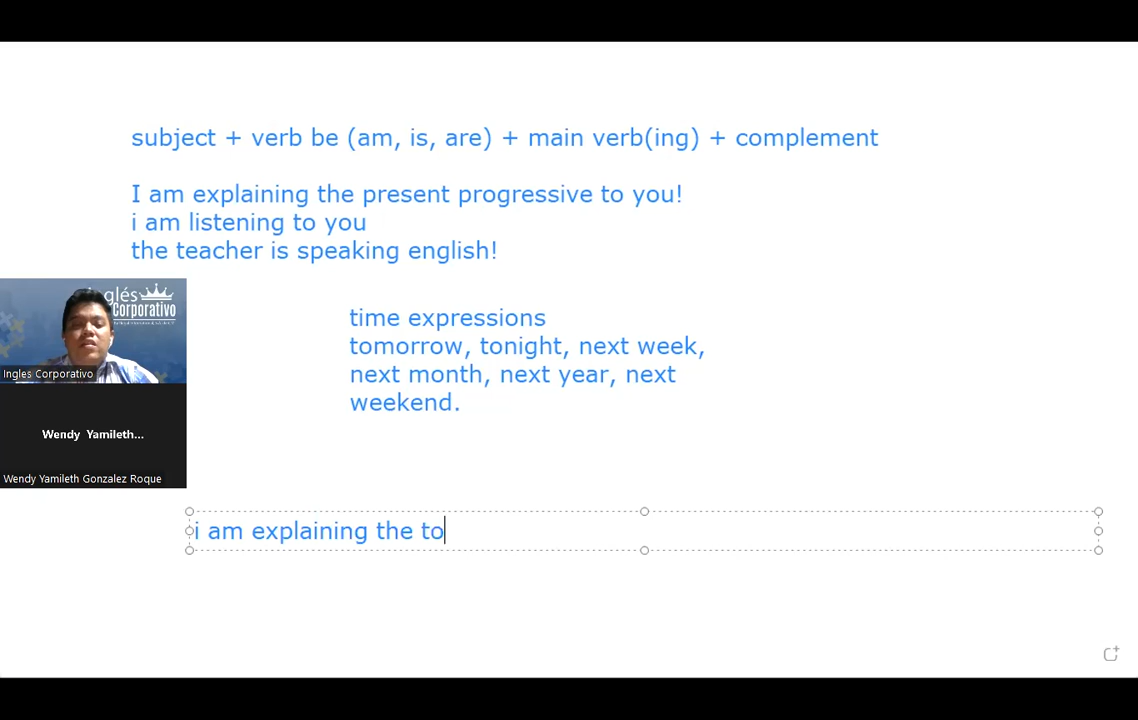 subject + verb be (am, is, are) + main verb(ing) + complement
I am explaining the present progressive to you!
i am listening to you
the teacher is speaking english!
inglés
Corporativo
Ingles Corporativo
time expressions
tomorrow, tonight, next week,
next month, next year, next
weekend.
Wendy Yamileth...
Wendy Yamileth Gonzalez Roque
i am explaining the to